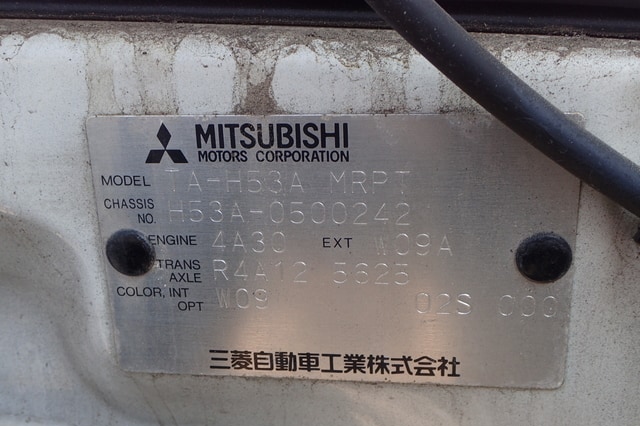 MITSUBISHI
MOTORS CORPORATION
MODEL TA-H53A MRPT
CHASSIS NO. H53A-0500242
ENGINE 4A30 EXT W09A
TRANS AXLE R4A12 5625
COLOR, INT OPT W09 02S 000
三菱自動車工業株式会社